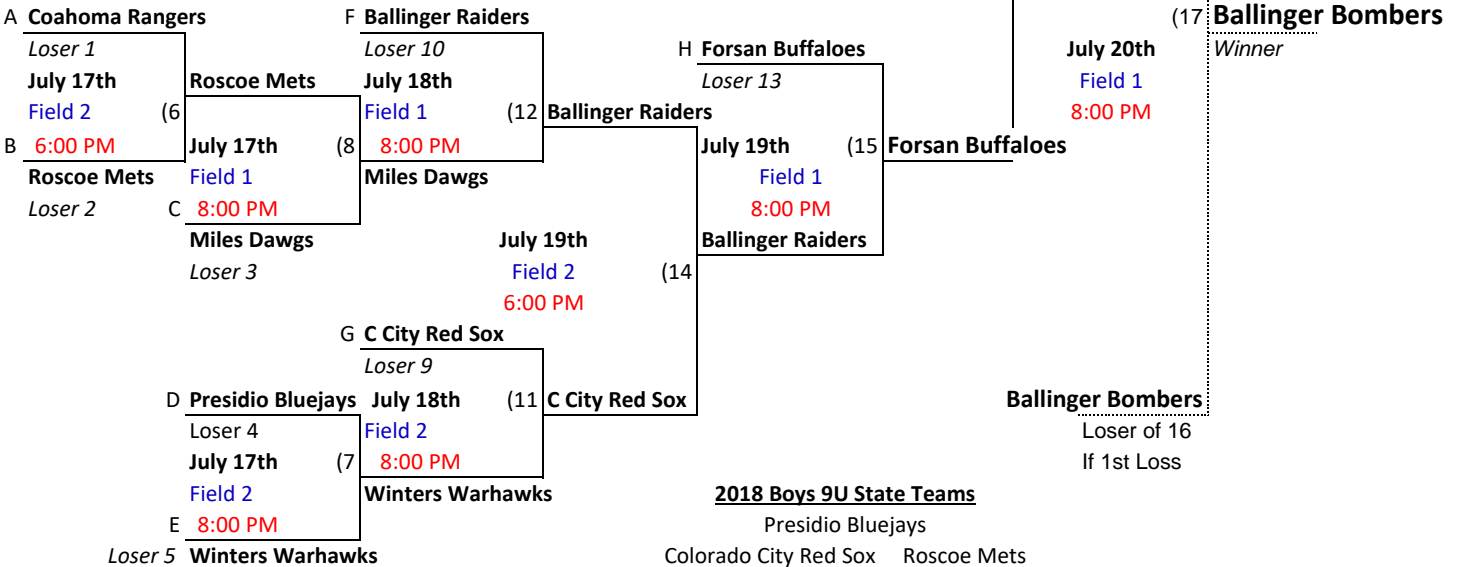 A Coahoma Rangers F Ballinger Raiders (17 Ballinger Bombers
Loser 1 Loser 10 H Forsan Buffaloes July 20th Winner
July 17th Roscoe Mets July 18th Loser 13 Field 1
Field 2 (6 Field 1 (12 Ballinger Raiders 8:00 PM
B 6:00 PM July 17th (8 8:00 PM July 19th (15 Forsan Buffaloes
Roscoe Mets Field 1 Miles Dawgs Field 1
Loser 2 C 8:00 PM 8:00 PM
Miles Dawgs July 19th Ballinger Raiders
Loser 3 Field 2 (14
6:00 PM
G C City Red Sox
Loser 9
D Presidio Bluejays July 18th (11 C City Red Sox Ballinger Bombers
Loser 4 Field 2 Loser of 16
July 17th (7 8:00 PM If 1st Loss
Field 2 Winters Warhawks 2018 Boys 9U State Teams
E 8:00 PM Presidio Bluejays
Loser 5 Winters Warhawks Colorado City Red Sox Roscoe Mets